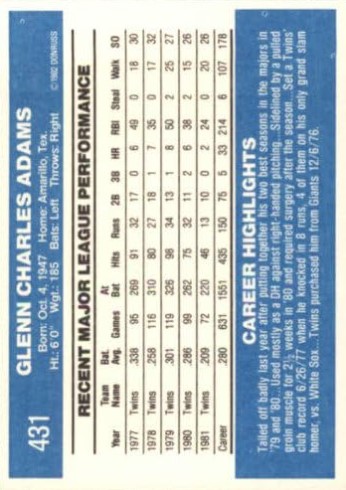 431
GLENN CHARLES ADAMS
Born: Oct. 4, 1947 Home: Amarillo, Tex.
Ht.: 6'0" Wgt.: 185 Bats: Left Throws: Right
© 1982 DONRUSS
RECENT MAJOR LEAGUE PERFORMANCE
Team Bat. At
Year Name Avg. Games Bat Hits Runs 2B 3B HR RBI Steal Walk SO
1977 Twins .338 95 269 91 32 17 0 6 49 0 18 30
1978 Twins .258 116 310 80 27 18 1 7 35 0 17 32
1979 Twins .301 119 326 98 34 13 1 8 50 2 25 27
1980 Twins .286 99 262 75 32 11 2 6 38 2 15 26
1981 Twins .209 72 220 46 13 10 0 2 24 0 20 26
Career .280 631 1551 435 150 75 5 33 214 6 107 178
CAREER HIGHLIGHTS
Tailed off badly last year after putting together his two best seasons in the majors in
'79 and '80...Used mostly as a DH against right-handed pitching...Sidelined by a pulled
groin muscle for 2½ weeks in '80 and required surgery after the season...Set a Twins'
club record 6/26/77 when he knocked in 8 runs, 4 of them on his only grand slam
homer, vs. White Sox...Twins purchased him from Giants 12/6/76.